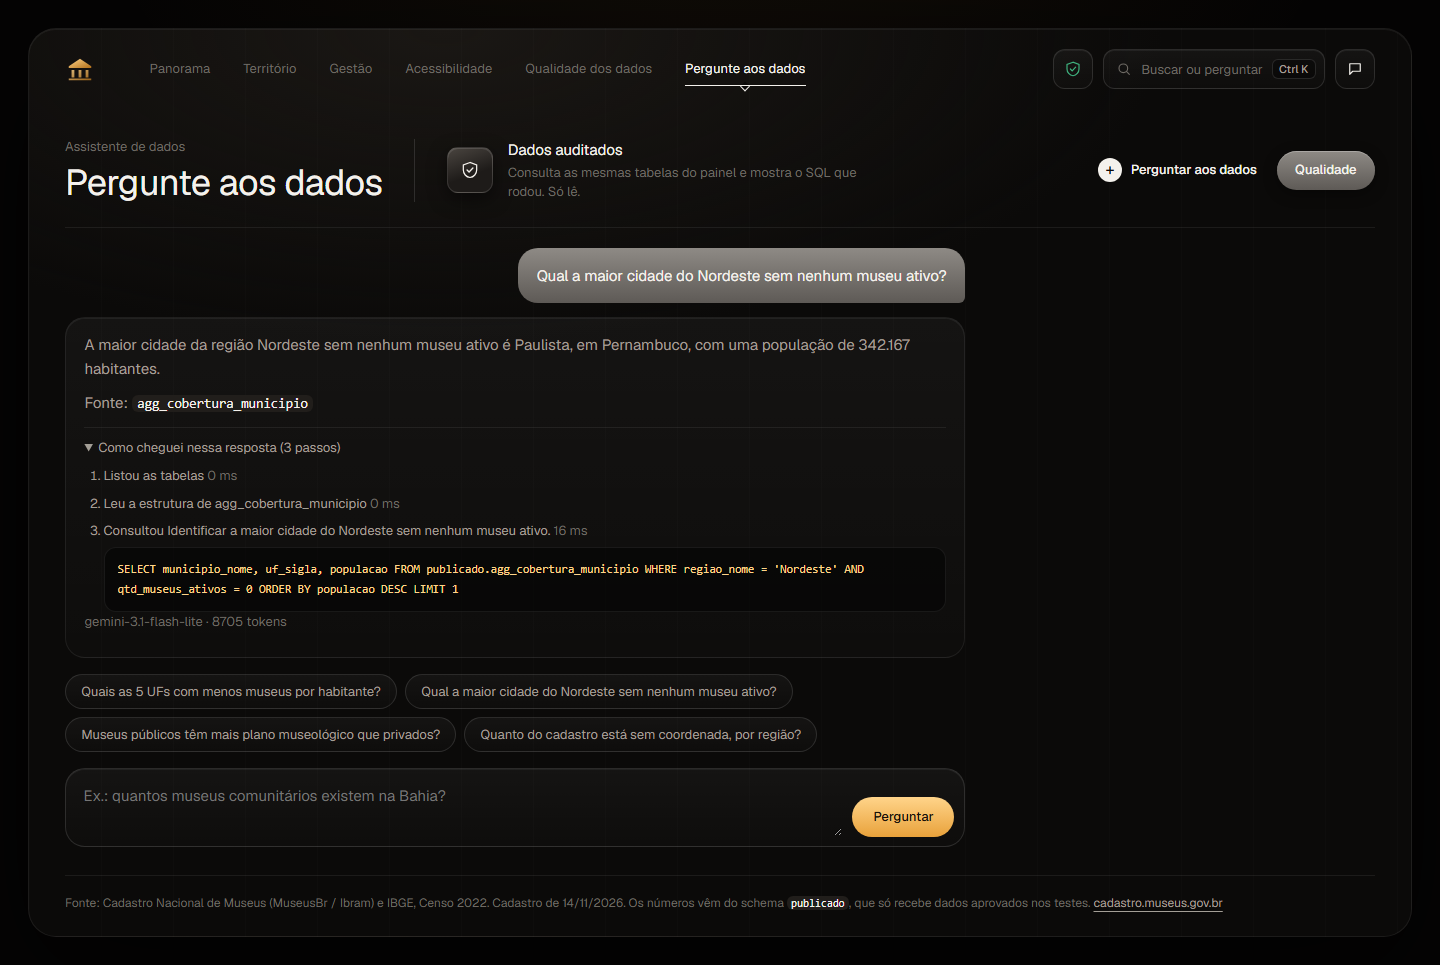 Panorama
Território
Gestão
Acessibilidade
Qualidade dos dados
Pergunte aos dados
Buscar ou perguntar
Ctrl K
Assistente de dados
Pergunte aos dados
Dados auditados
Consulta as mesmas tabelas do painel e mostra o SQL que
rodou. Só lê.
Perguntar aos dados
Qualidade
Qual a maior cidade do Nordeste sem nenhum museu ativo?
A maior cidade da região Nordeste sem nenhum museu ativo é Paulista, em Pernambuco, com uma população de 342.167
habitantes.
Fonte: agg_cobertura_municipio
▼ Como cheguei nessa resposta (3 passos)
1. Listou as tabelas 0 ms
2. Leu a estrutura de agg_cobertura_municipio 0 ms
3. Consultou Identificar a maior cidade do Nordeste sem nenhum museu ativo. 16 ms
SELECT municipio_nome, uf_sigla, populacao FROM publicado.agg_cobertura_municipio WHERE regiao_nome = 'Nordeste' AND
qtd_museus_ativos = 0 ORDER BY populacao DESC LIMIT 1
gemini-3.1-flash-lite · 8705 tokens
Quais as 5 UFs com menos museus por habitante?
Qual a maior cidade do Nordeste sem nenhum museu ativo?
Museus públicos têm mais plano museológico que privados?
Quanto do cadastro está sem coordenada, por região?
Ex.: quantos museus comunitários existem na Bahia?
Perguntar
Fonte: Cadastro Nacional de Museus (MuseusBr / Ibram) e IBGE, Censo 2022. Cadastro de 14/11/2026. Os números vêm do schema publicado, que só recebe dados aprovados nos testes. cadastro.museus.gov.br